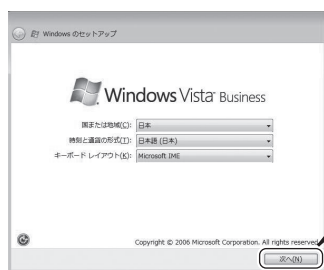 Windows のセットアップ
Windows Vista™ Business
国または地域(C): 日本
時刻と通貨の形式(T): 日本語 (日本)
キーボード レイアウト(K): Microsoft IME
Copyright © 2006 Microsoft Corporation. All rights reserved
次へ(N)